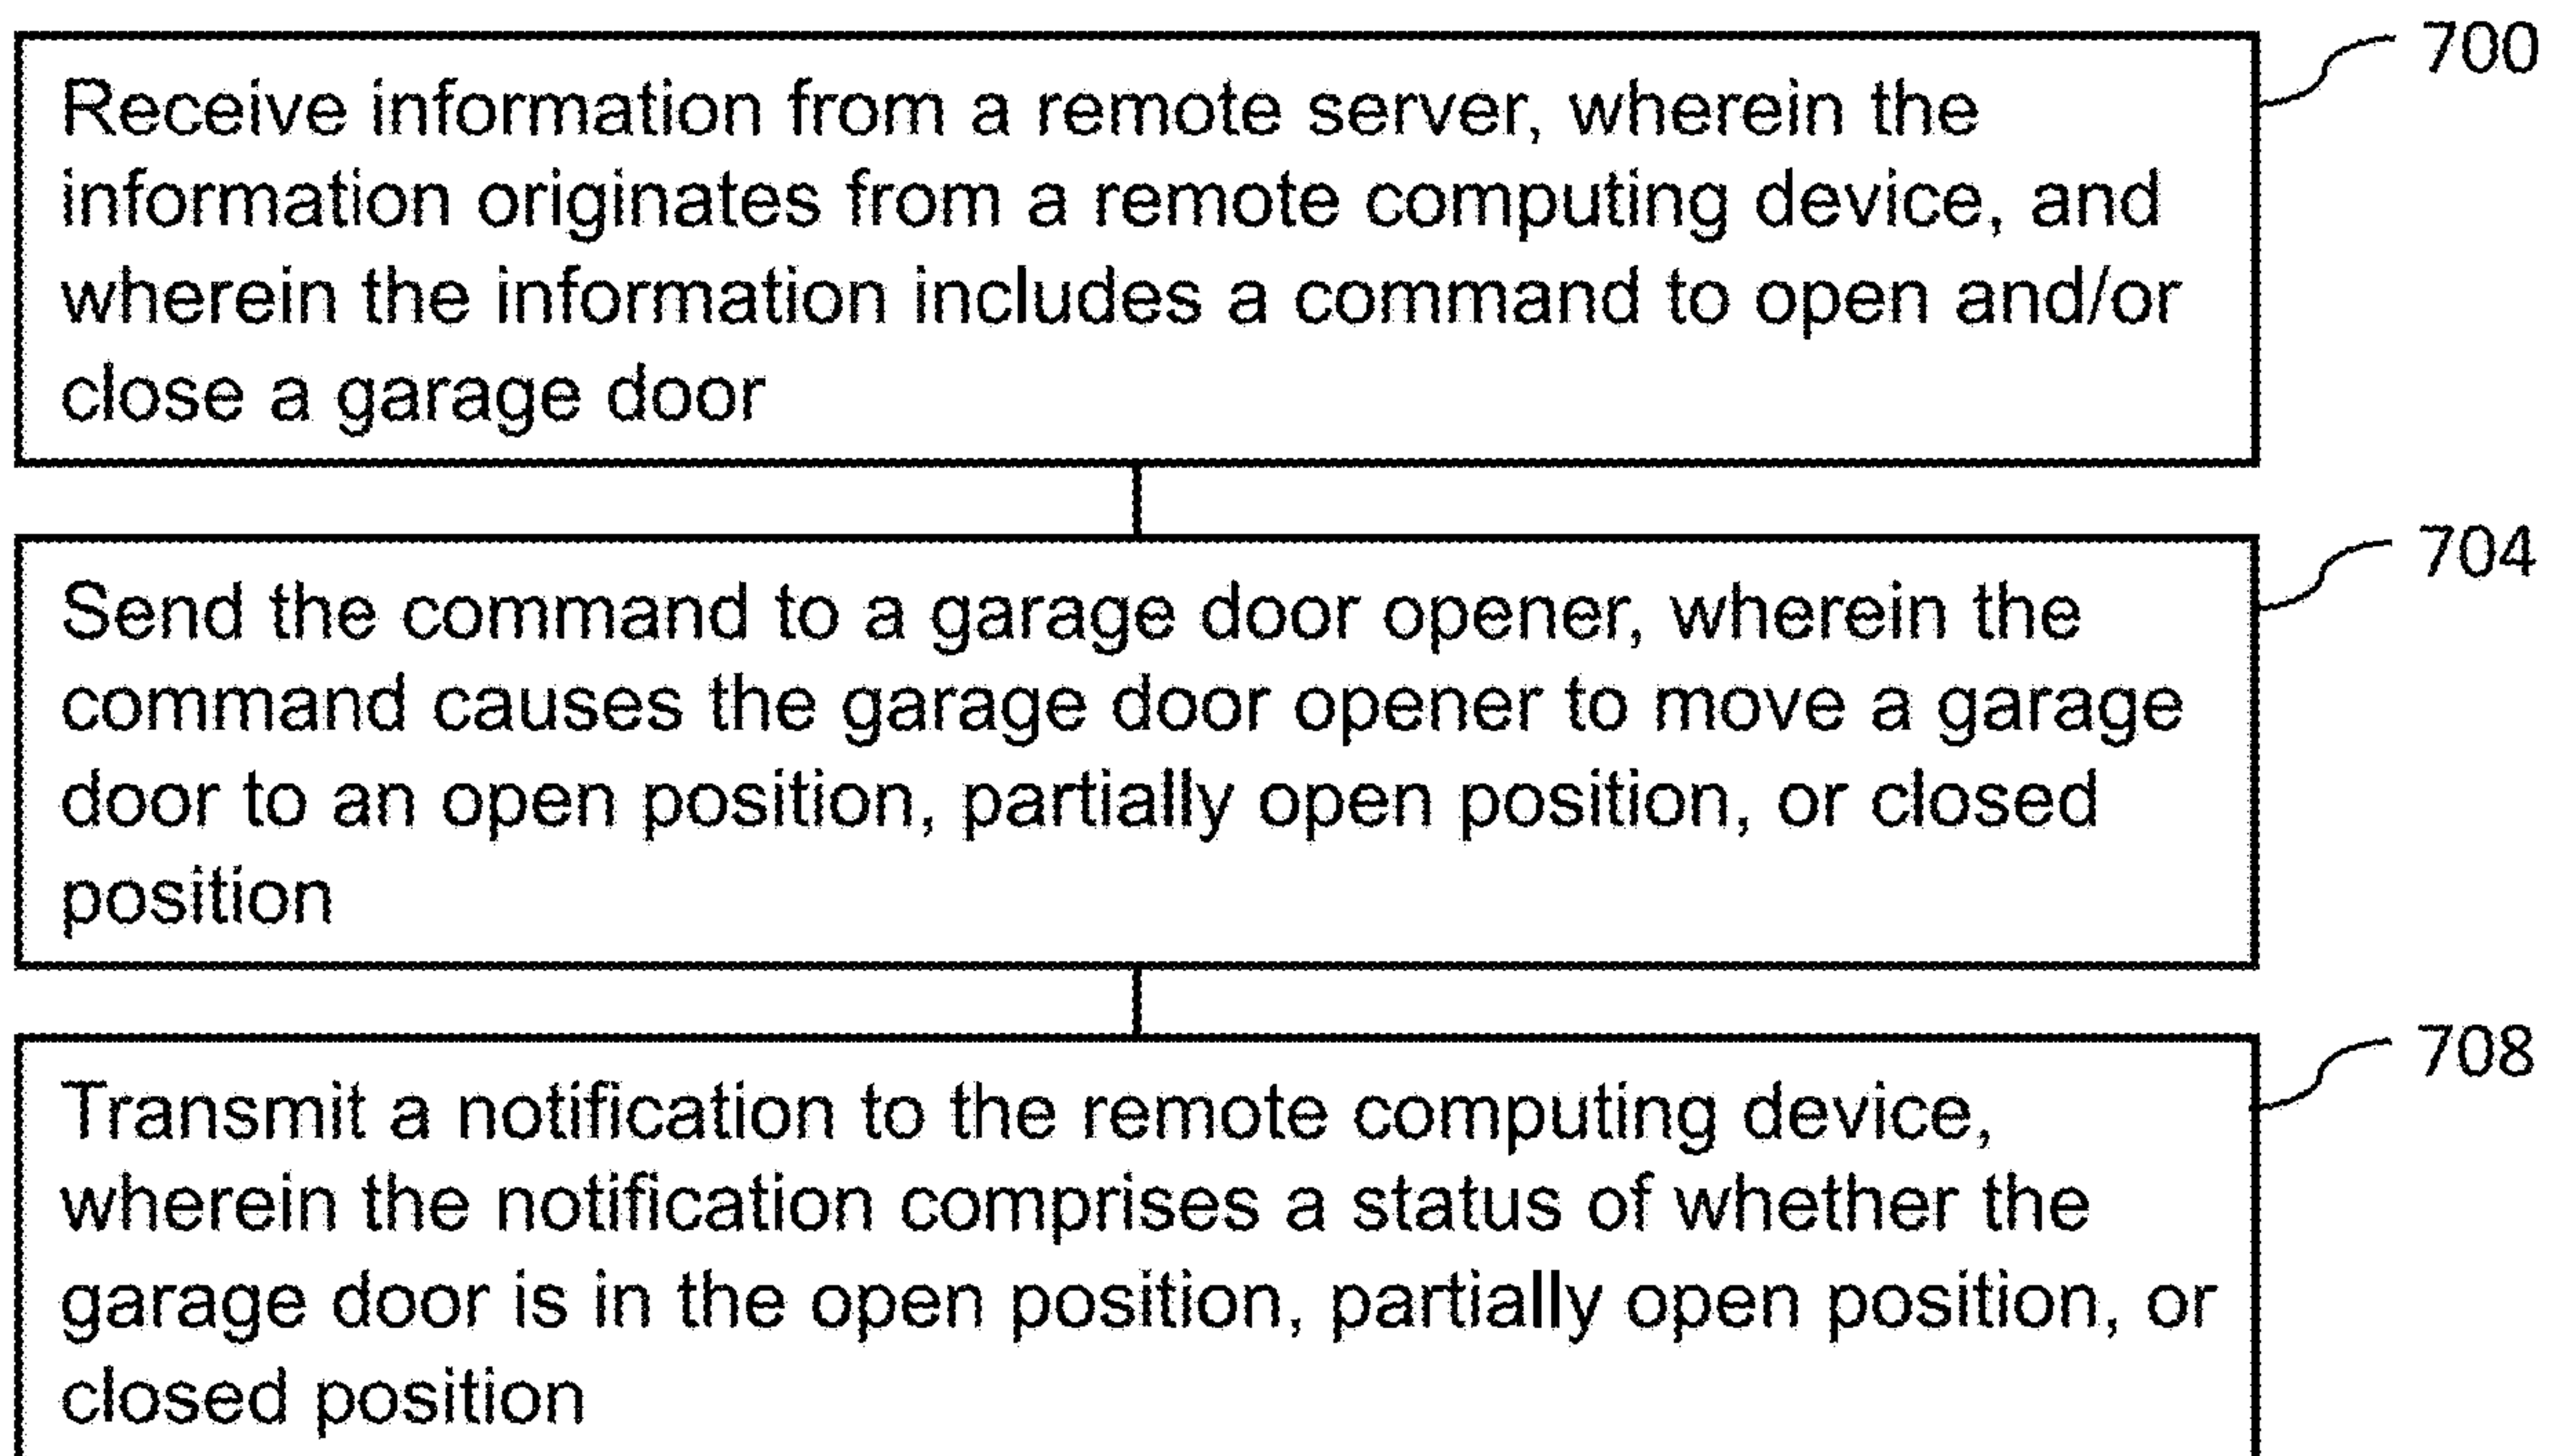 700
Receive information from a remote server, wherein the
information originates from a remote computing device, and
wherein the information includes a command to open and/or
close a garage door
704
Send the command to a garage door opener, wherein the
command causes the garage door opener to move a garage
door to an open position, partially open position, or closed
position
708
Transmit a notification to the remote computing device,
wherein the notification comprises a status of whether the
garage door is in the open position, partially open position, or
closed position